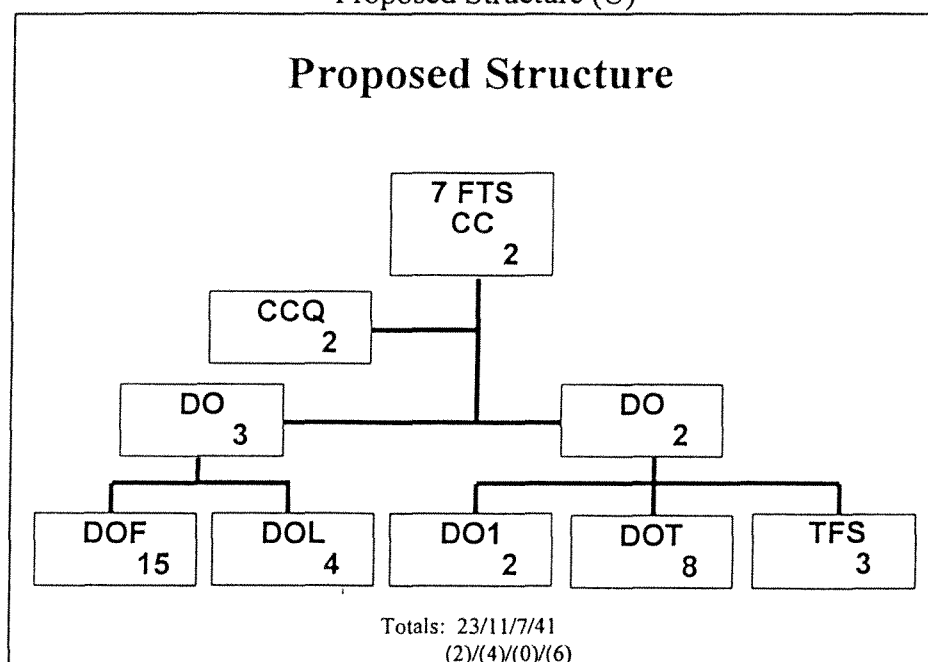 Proposed Structure (U)
Proposed Structure
7 FTS
CC
2
CCQ
2
DO
3
DO
2
DOF
15
DOL
4
DO1
2
DOT
8
TFS
3
Totals: 23/11/7/41
(2)/(4)/(0)/(6)